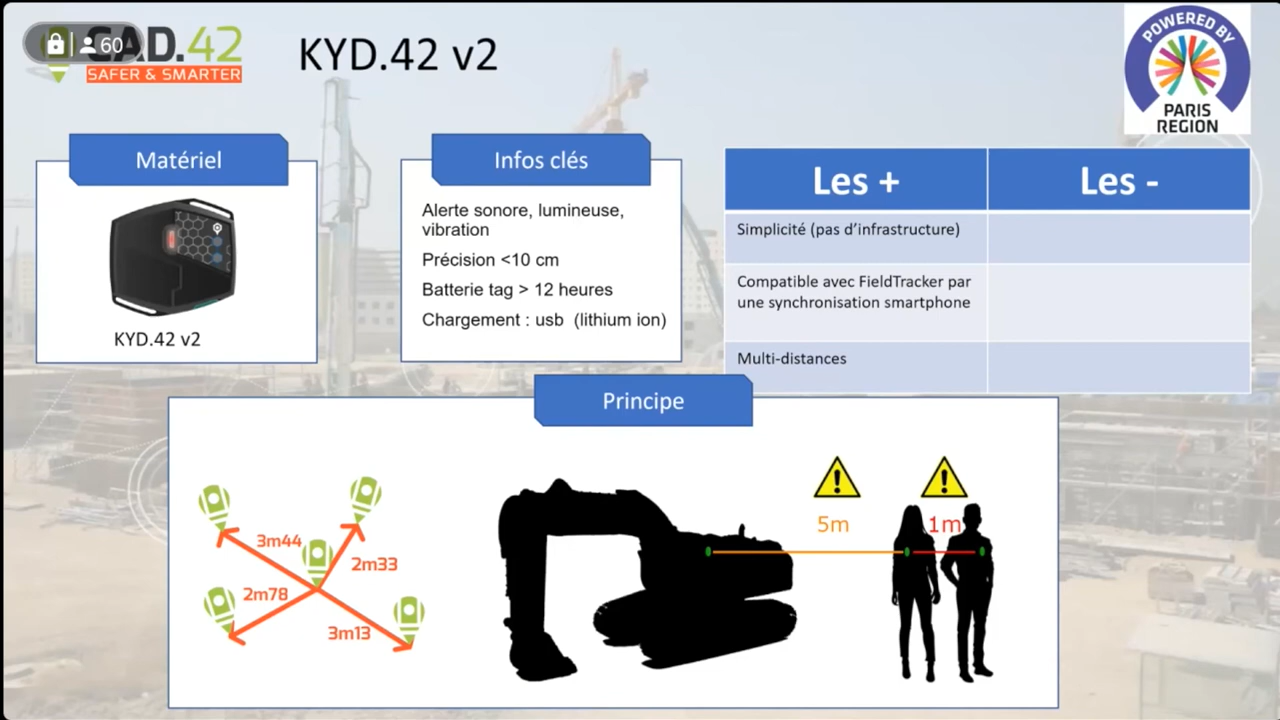 60
CAD.42
SAFER & SMARTER
KYD.42 v2
POWERED BY
PARIS
REGION
Matériel
KYD.42 v2
Infos clés
Alerte sonore, lumineuse,
vibration
Précision <10 cm
Batterie tag > 12 heures
Chargement : usb (lithium ion)
Les +
Les -
Simplicité (pas d’infrastructure)
Compatible avec FieldTracker par
une synchronisation smartphone
Multi-distances
Principe
3m44
2m33
2m78
3m13
5m
1m